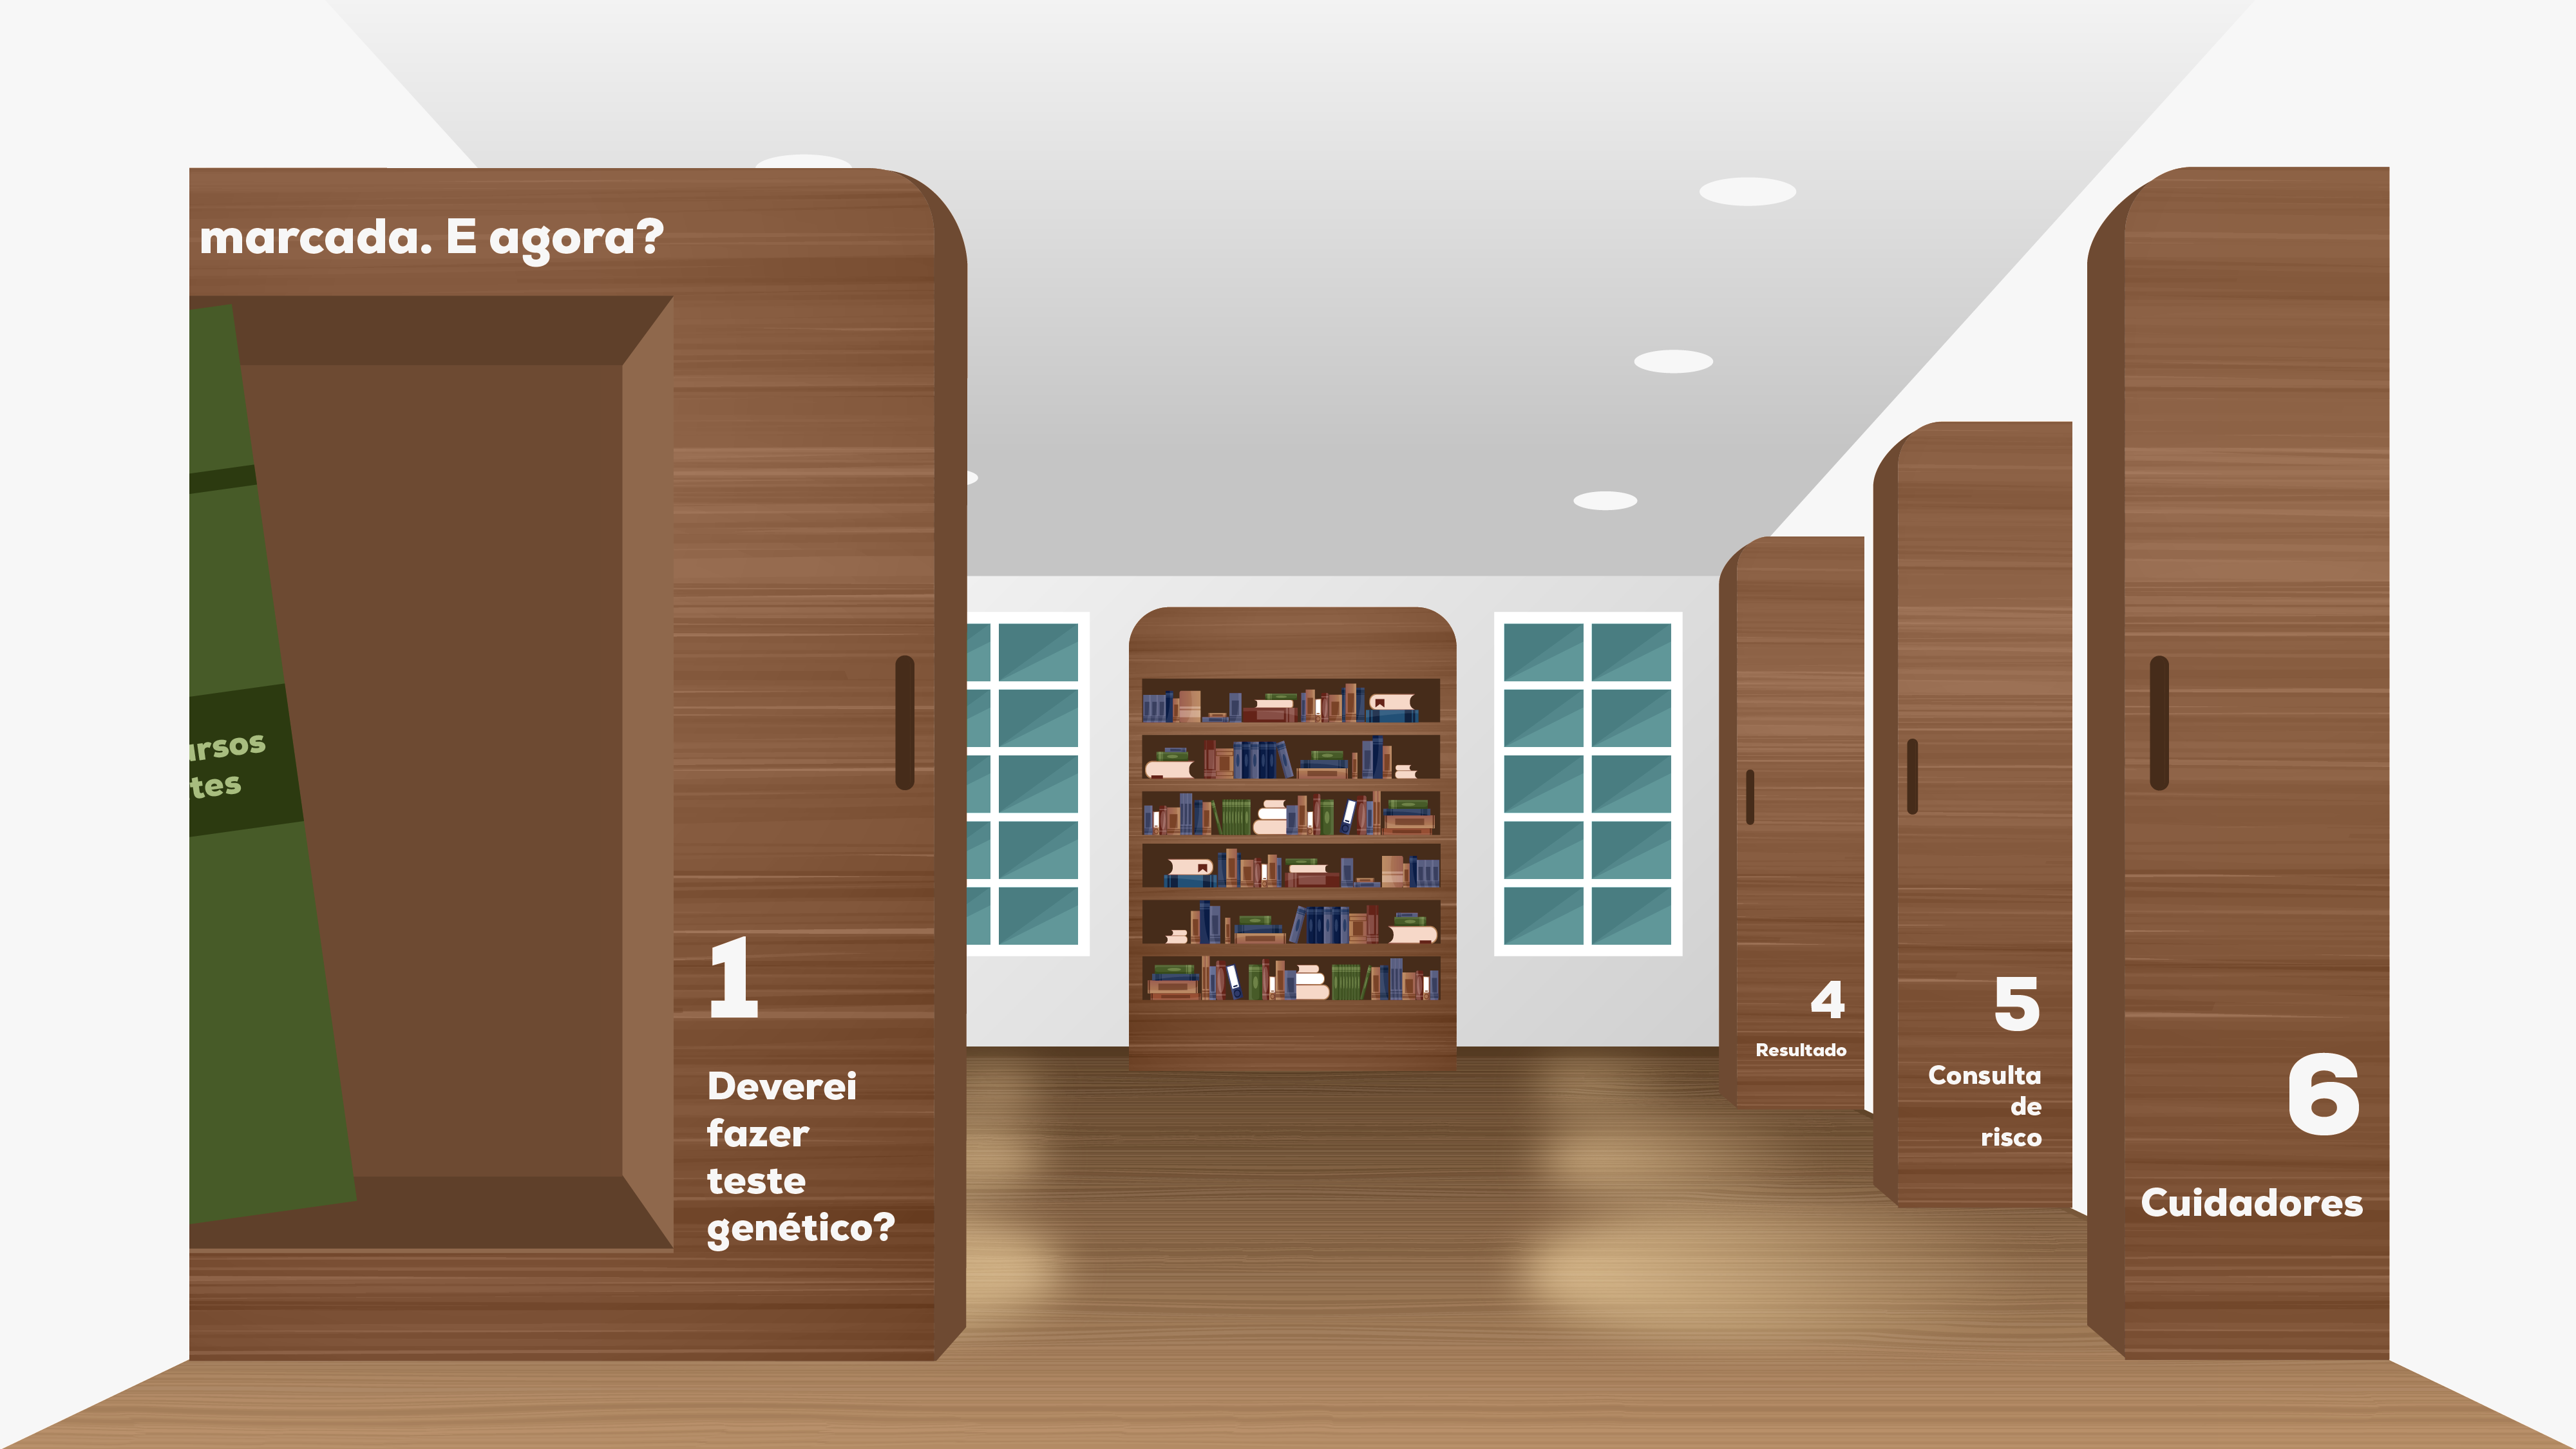 marcada. E agora?
1
Deverei
fazer
teste
genético?
4
Resultado
5
Consulta
de
risco
6
Cuidadores